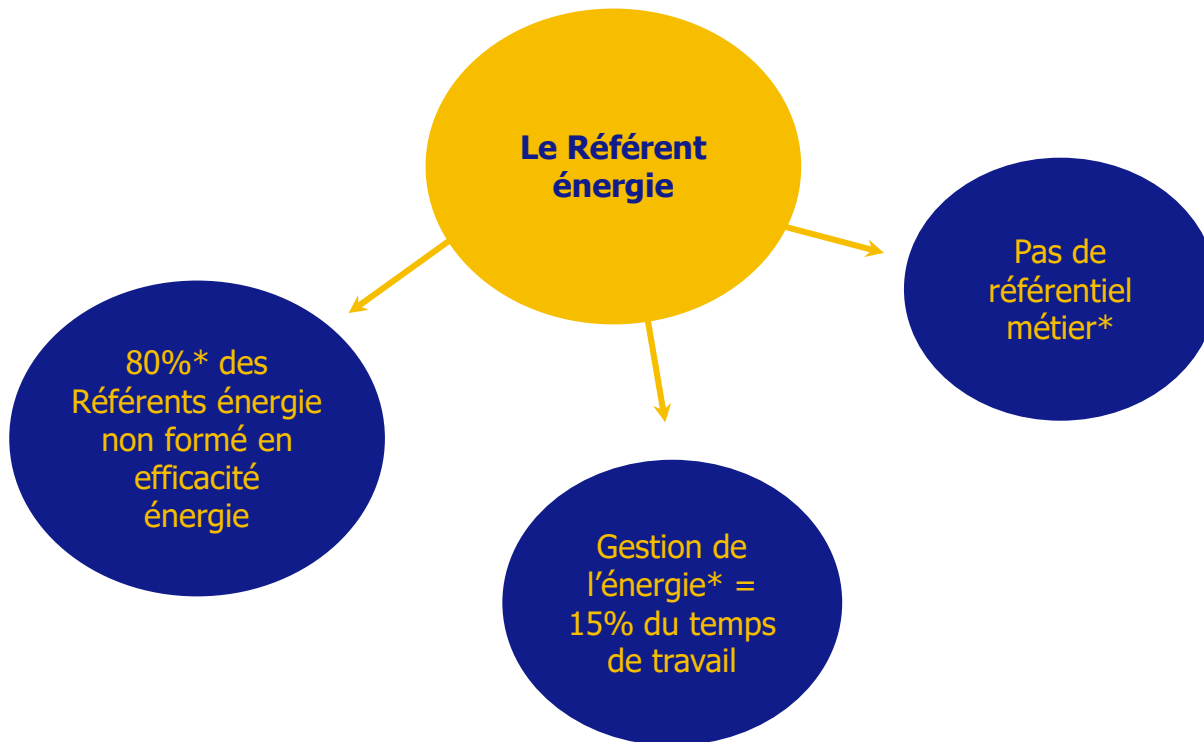 Le Référent
énergie
80%* des
Référents énergie
non formé en
efficacité
énergie
Gestion de
l’énergie* =
15% du temps
de travail
Pas de
référentiel
métier*